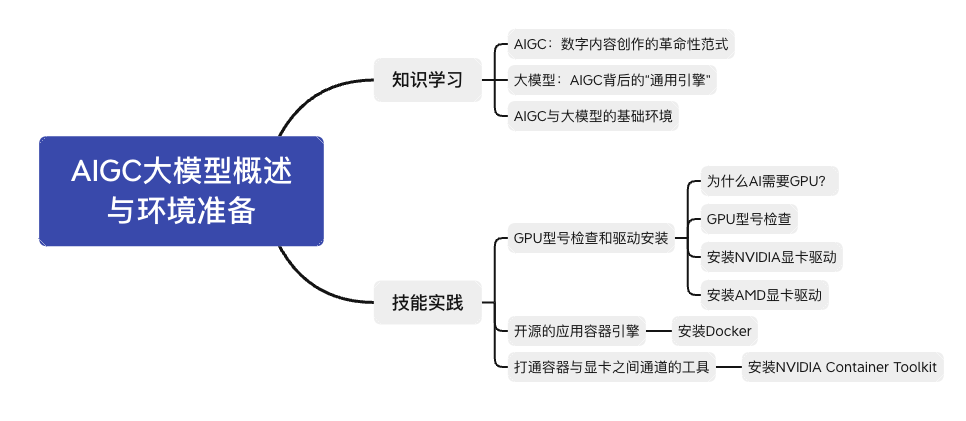 AIGC大模型概述
与环境准备
知识学习
AIGC：数字内容创作的革命性范式
大模型：AIGC背后的"通用引擎"
AIGC与大模型的基础环境
技能实践
GPU型号检查和驱动安装
为什么AI需要GPU？
GPU型号检查
安装NVIDIA显卡驱动
安装AMD显卡驱动
开源的应用容器引擎
安装Docker
打通容器与显卡之间通道的工具
安装NVIDIA Container Toolkit